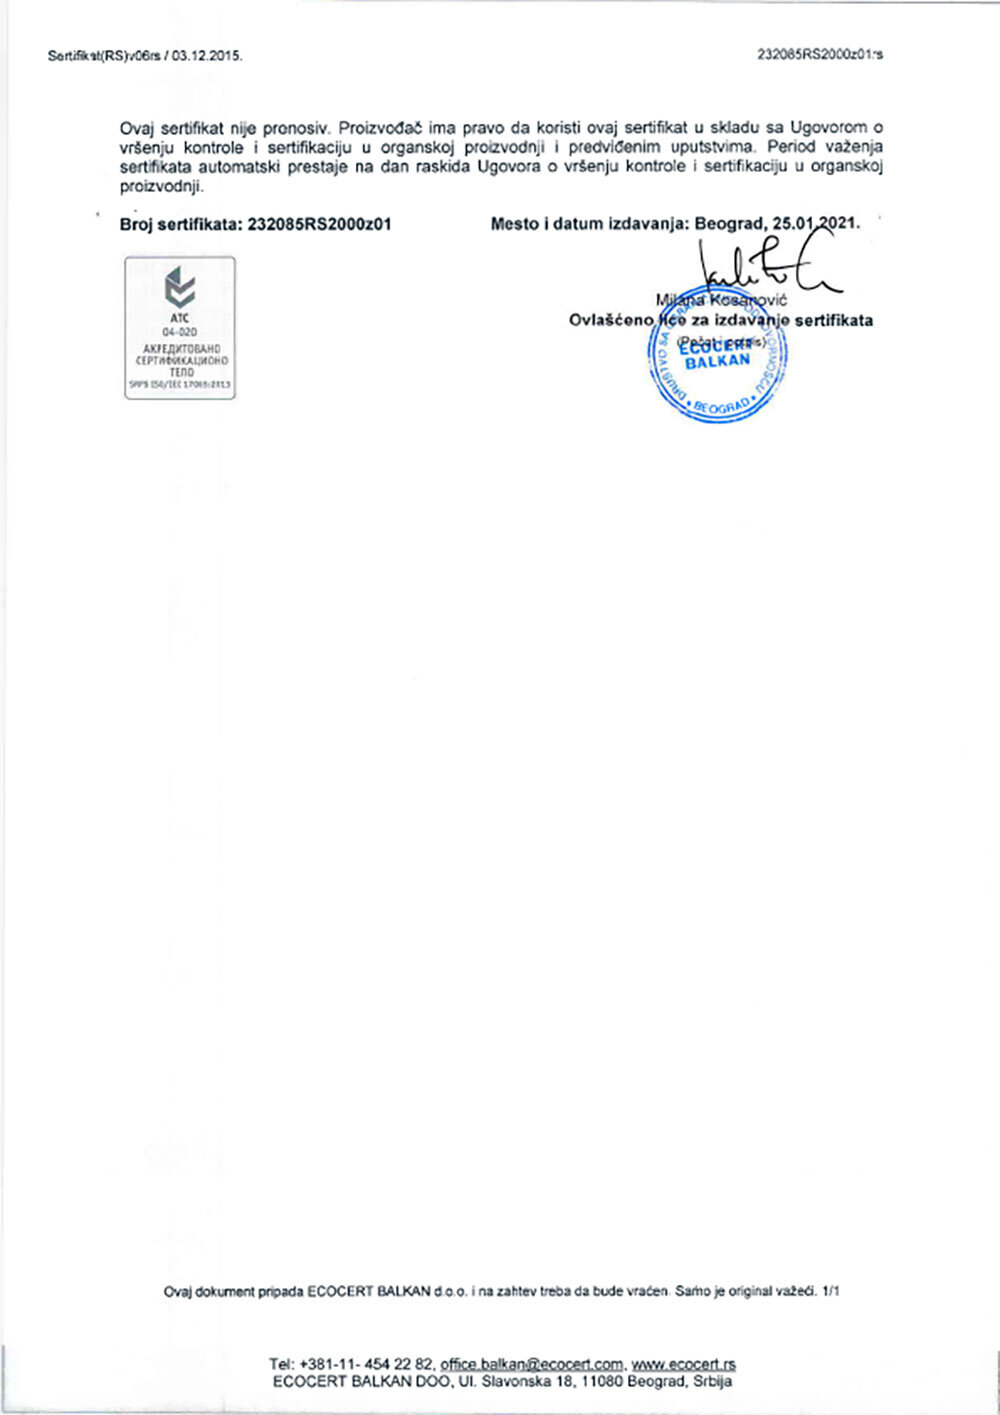 Sertifikat(RS)v06rs / 03.12.2015.
232085RS2000z01rs
Ovaj sertifikat nije prenosiv. Proizvođač ima pravo da koristi ovaj sertifikat u skladu sa Ugovorom o
vršenju kontrole i sertifikaciju u organskoj proizvodnji i predviđenim uputstvima. Period važenja
sertifikata automatski prestaje na dan raskida Ugovora o vršenju kontrole i sertifikaciju u organskoj
proizvodnji.
Broj sertifikata: 232085RS2000z01
Mesto i datum izdavanja: Beograd, 25.01.2021.
Milana Kosanović
Ovlašćeno lice za izdavanje sertifikata
(Pečat i potpis)
ECOCERT
BALKAN
DRUŠTVO SA OGRANIČENOM ODGOVORNOŠĆU
• BEOGRAD •
АТС
04-020
АКРЕДИТОВАНО
СЕРТИФИКАЦИОНО
ТЕЛО
SRPS ISO/IEC 17065:2013
Ovaj dokument pripada ECOCERT BALKAN d.o.o. i na zahtev treba da bude vraćen. Samo je original važeći. 1/1
Tel: +381-11- 454 22 82, office.balkan@ecocert.com, www.ecocert.rs
ECOCERT BALKAN DOO, Ul. Slavonska 18, 11080 Beograd, Srbija